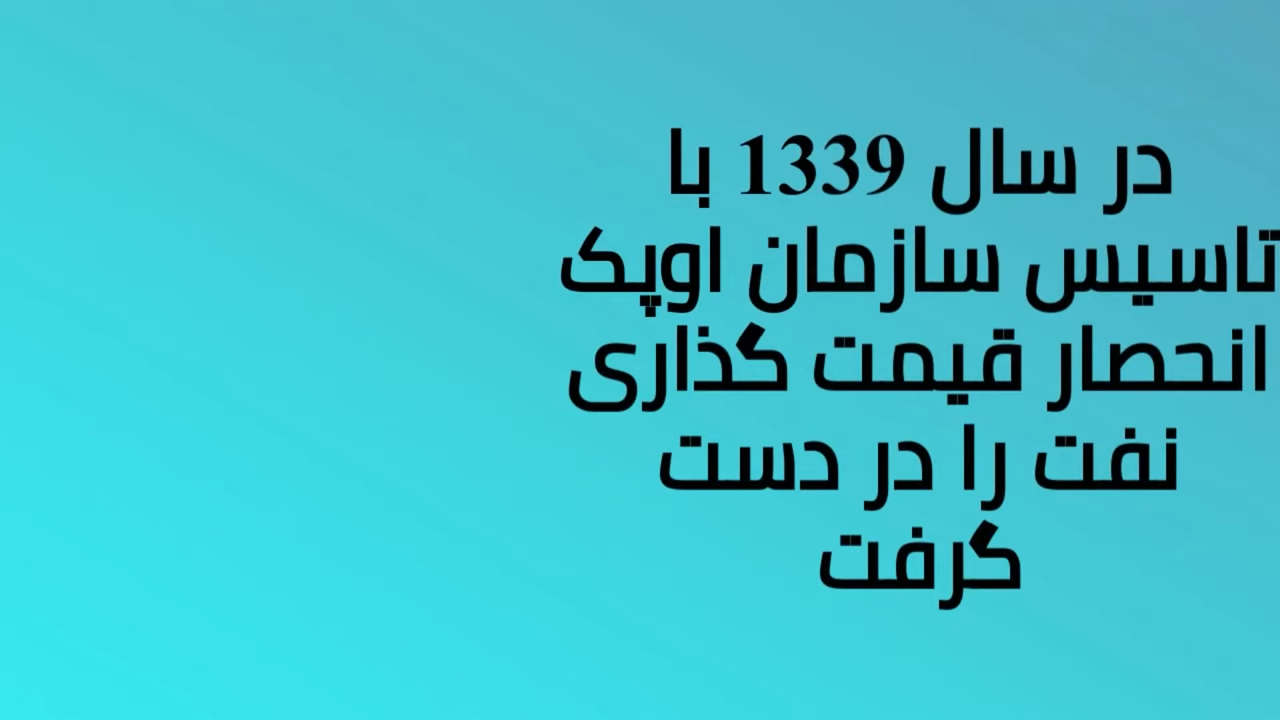 در سال 1339 با
تاسیس سازمان اوپک
انحصار قیمت گذاری
نفت را در دست
گرفت